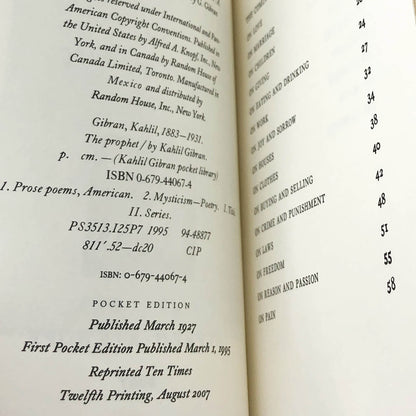 rights reserved under International and Pan-
American Copyright Conventions. Published in
the United States by Alfred A. Knopf, Inc., New
York, and in Canada by Random House of
Canada Limited, Toronto. Manufactured in
Mexico and distributed by
Random House, Inc., New York.
Gibran, Kahlil, 1883–1931.
The prophet / by Kahlil Gibran.
p. cm. — (Kahlil Gibran pocket library)
ISBN 0-679-44067-4
1. Prose poems, American. 2. Mysticism—Poetry. I. Title
II. Series.
PS3513.I25P7 1995 94-48877
811'.52—dc20 CIP
ISBN: 0-679-44067-4
POCKET EDITION
Published March 1927
First Pocket Edition Published March 1, 1995
Reprinted Ten Times
Twelfth Printing, August 2007
ON LOVE
ON MARRIAGE
ON CHILDREN
ON GIVING
ON EATING AND DRINKING
ON WORK
ON JOY AND SORROW
ON HOUSES
ON CLOTHES
ON BUYING AND SELLING
ON CRIME AND PUNISHMENT
ON LAWS
ON FREEDOM
ON REASON AND PASSION
ON PAIN
20
24
27
32
34
38
40
42
48
51
55
58